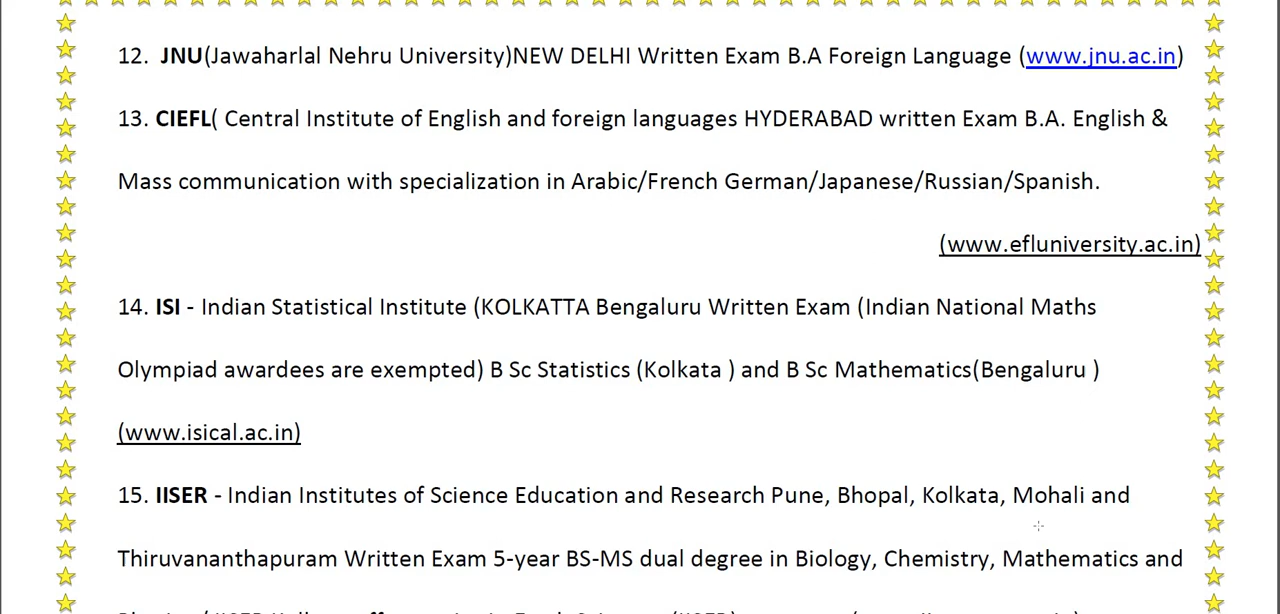 12. JNU(Jawaharlal Nehru University)NEW DELHI Written Exam B.A Foreign Language (www.jnu.ac.in)
13. CIEFL( Central Institute of English and foreign languages HYDERABAD written Exam B.A. English &
Mass communication with specialization in Arabic/French German/Japanese/Russian/Spanish.
(www.efluniversity.ac.in)
14. ISI - Indian Statistical Institute (KOLKATTA Bengaluru Written Exam (Indian National Maths
Olympiad awardees are exempted) B Sc Statistics (Kolkata ) and B Sc Mathematics(Bengaluru )
(www.isical.ac.in)
15. IISER - Indian Institutes of Science Education and Research Pune, Bhopal, Kolkata, Mohali and
Thiruvananthapuram Written Exam 5-year BS-MS dual degree in Biology, Chemistry, Mathematics and